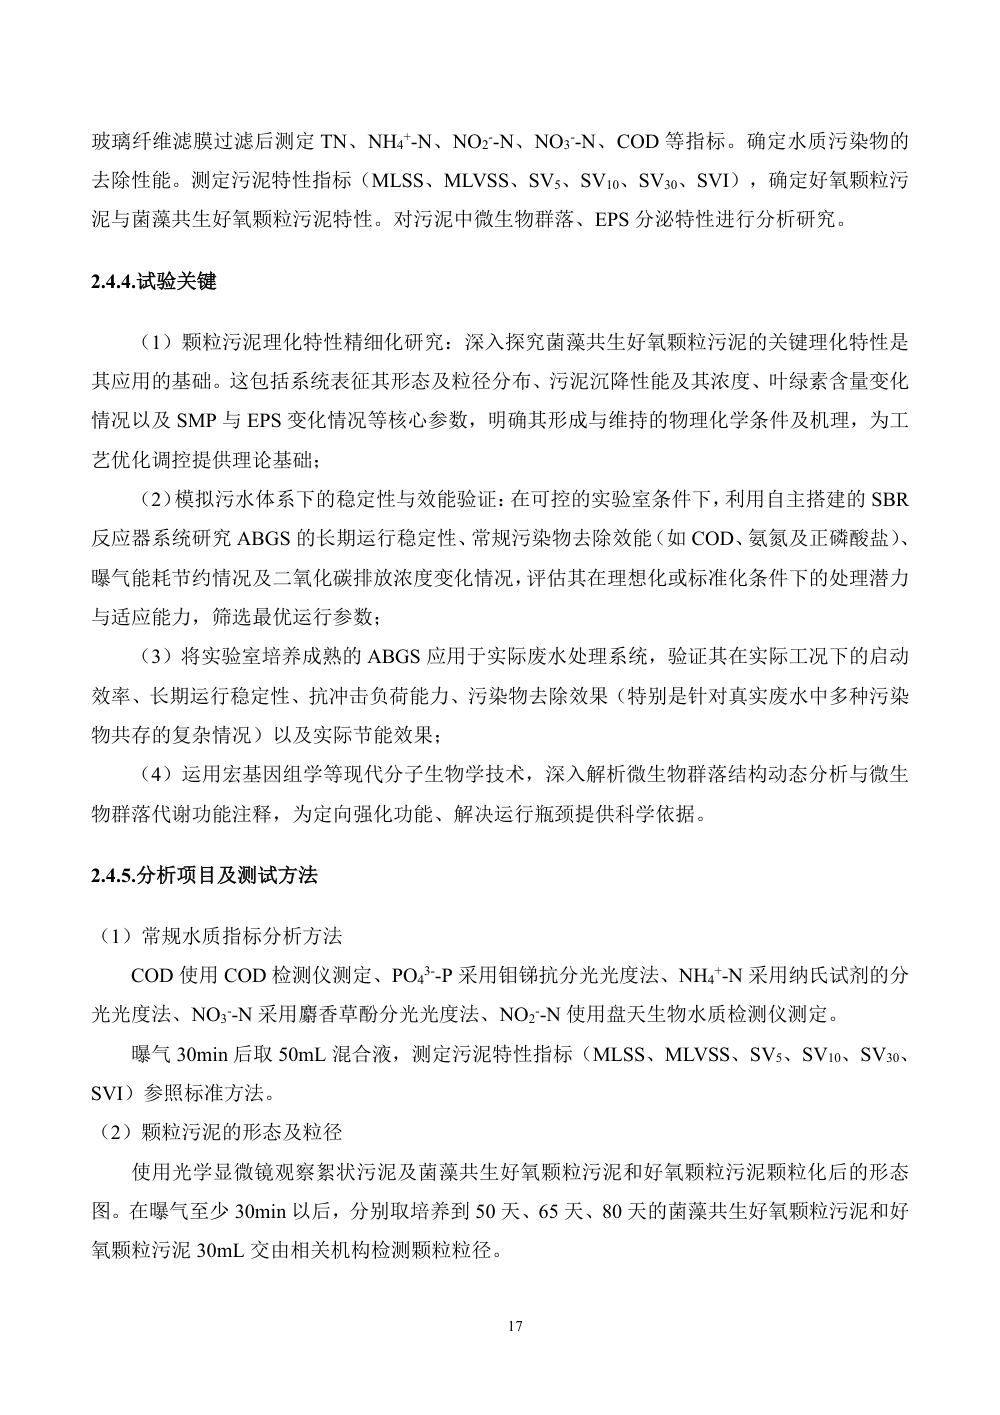 玻璃纤维滤膜过滤后测定 TN、NH₄⁺-N、NO₂⁻-N、NO₃⁻-N、COD 等指标。确定水质污染物的
去除性能。测定污泥特性指标（MLSS、MLVSS、SV₅、SV₁₀、SV₃₀、SVI），确定好氧颗粒污
泥与菌藻共生好氧颗粒污泥特性。对污泥中微生物群落、EPS 分泌特性进行分析研究。
2.4.4.试验关键
（1）颗粒污泥理化特性精细化研究：深入探究菌藻共生好氧颗粒污泥的关键理化特性是
其应用的基础。这包括系统表征其形态及粒径分布、污泥沉降性能及其浓度、叶绿素含量变化
情况以及 SMP 与 EPS 变化情况等核心参数，明确其形成与维持的物理化学条件及机理，为工
艺优化调控提供理论基础；
（2）模拟污水体系下的稳定性与效能验证：在可控的实验室条件下，利用自主搭建的 SBR
反应器系统研究 ABGS 的长期运行稳定性、常规污染物去除效能（如 COD、氨氮及正磷酸盐）、
曝气能耗节约情况及二氧化碳排放浓度变化情况，评估其在理想化或标准化条件下的处理潜力
与适应能力，筛选最优运行参数；
（3）将实验室培养成熟的 ABGS 应用于实际废水处理系统，验证其在实际工况下的启动
效率、长期运行稳定性、抗冲击负荷能力、污染物去除效果（特别是针对真实废水中多种污染
物共存的复杂情况）以及实际节能效果；
（4）运用宏基因组学等现代分子生物学技术，深入解析微生物群落结构动态分析与微生
物群落代谢功能注释，为定向强化功能、解决运行瓶颈提供科学依据。
2.4.5.分析项目及测试方法
（1）常规水质指标分析方法
COD 使用 COD 检测仪测定、PO₄³⁻-P 采用钼锑抗分光光度法、NH₄⁺-N 采用纳氏试剂的分
光光度法、NO₃⁻-N 采用麝香草酚分光光度法、NO₂⁻-N 使用盘天生物水质检测仪测定。
曝气 30min 后取 50mL 混合液，测定污泥特性指标（MLSS、MLVSS、SV₅、SV₁₀、SV₃₀、
SVI）参照标准方法。
（2）颗粒污泥的形态及粒径
使用光学显微镜观察絮状污泥及菌藻共生好氧颗粒污泥和好氧颗粒污泥颗粒化后的形态
图。在曝气至少 30min 以后，分别取培养到 50 天、65 天、80 天的菌藻共生好氧颗粒污泥和好
氧颗粒污泥 30mL 交由相关机构检测颗粒粒径。
17